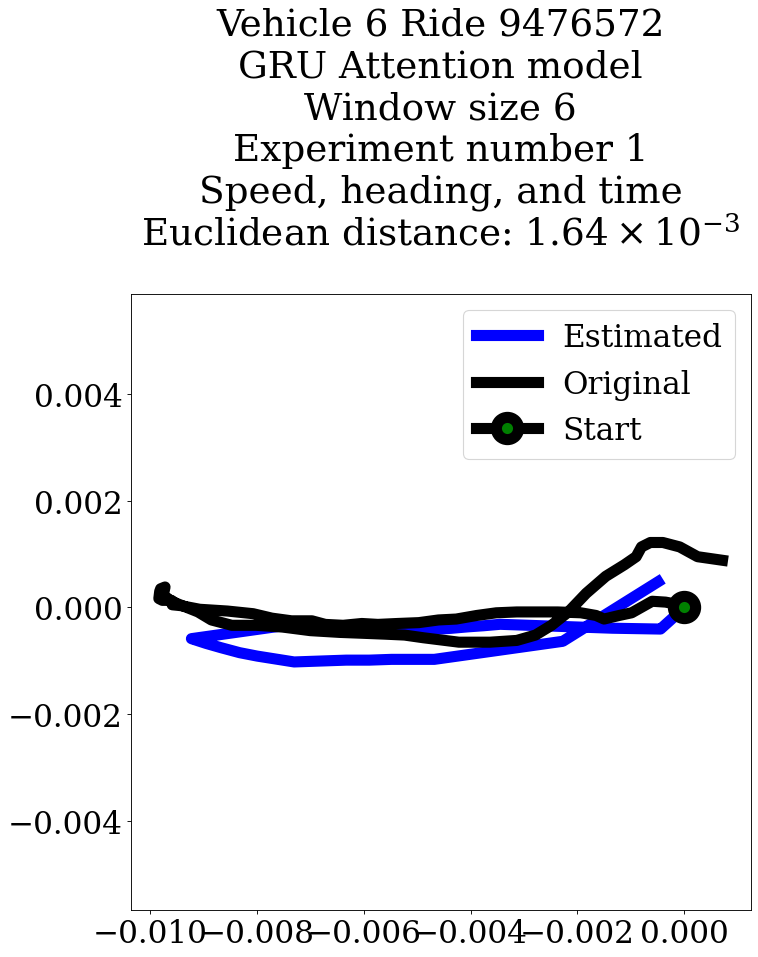 Vehicle 6 Ride 9476572
GRU Attention model
Window size 6
Experiment number 1
Speed, heading, and time
Euclidean distance: 1.64 × 10⁻³
Estimated
Original
Start
0.004
0.002
0.000
−0.002
−0.004
−0.010 −0.008 −0.006 −0.004 −0.002 0.000